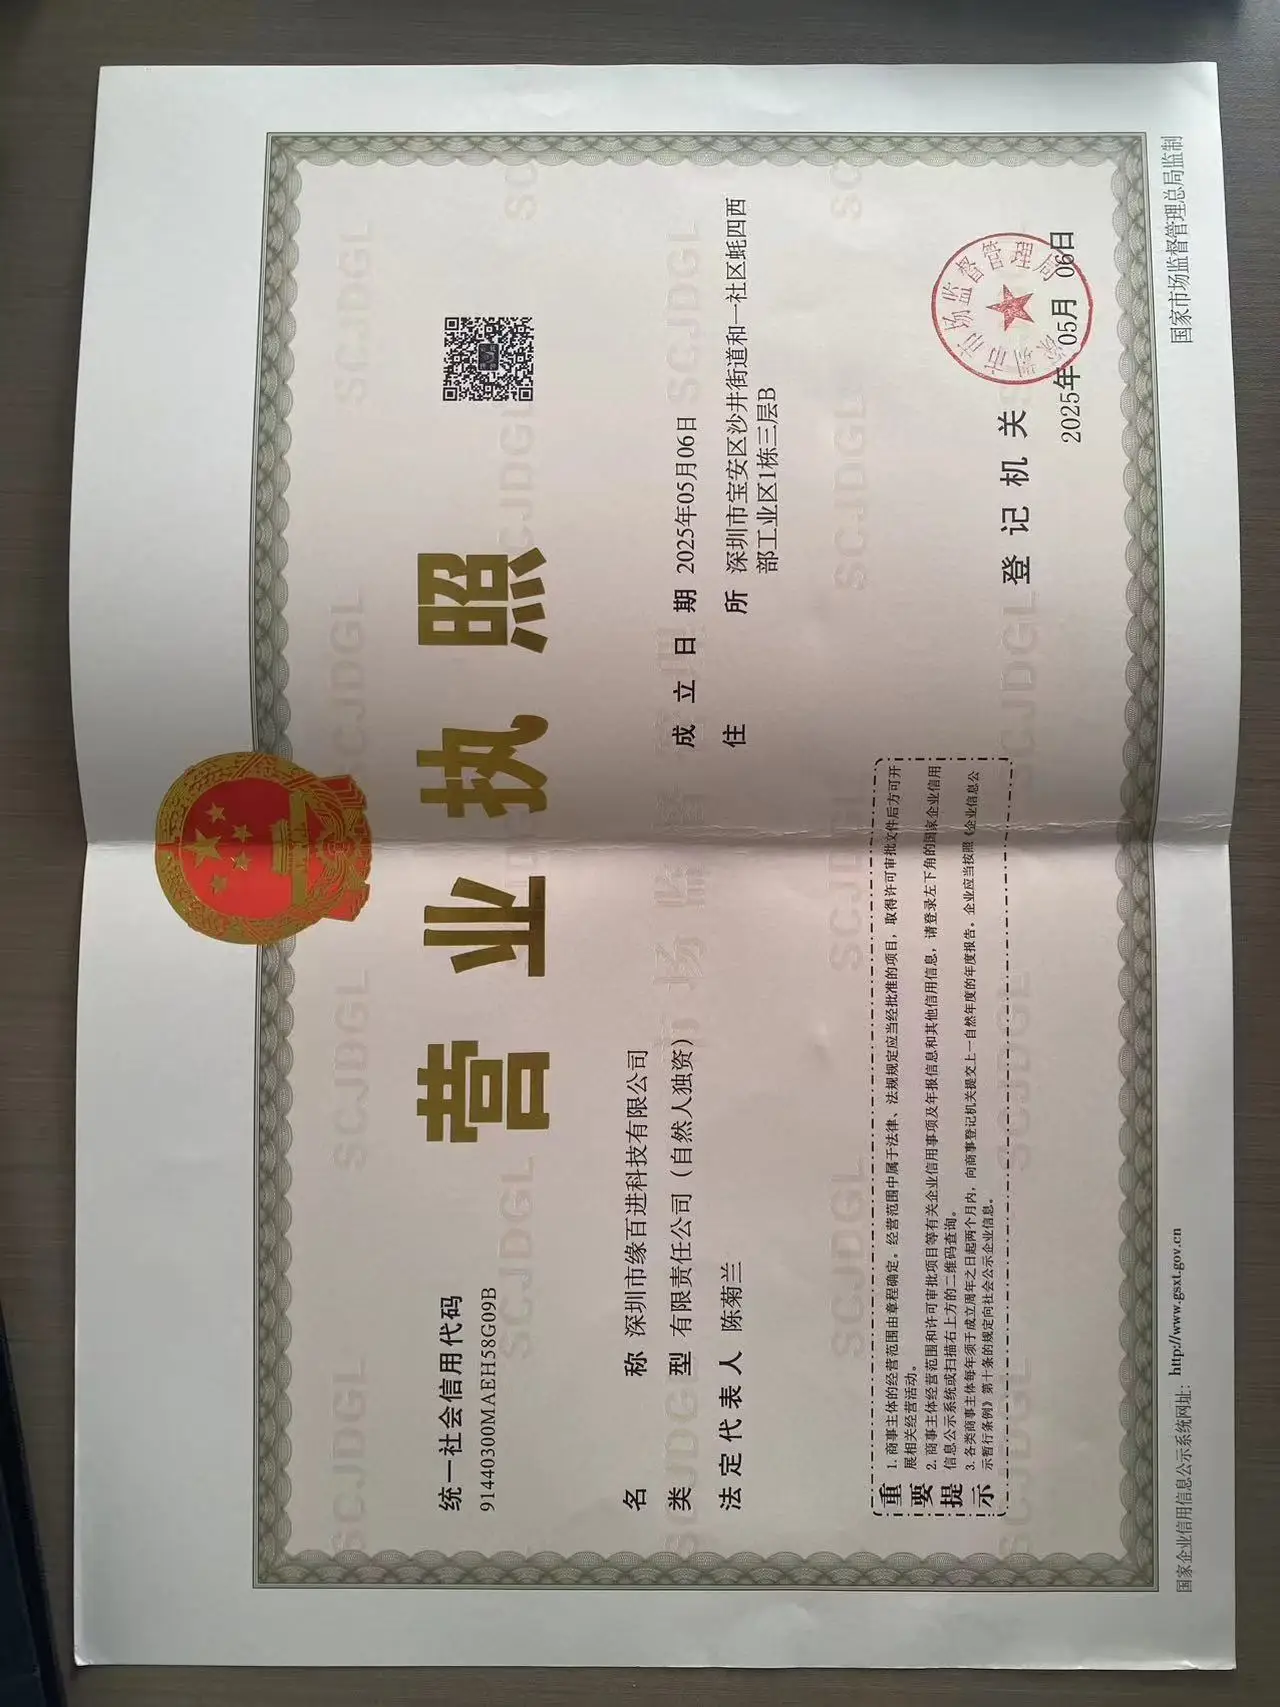 营业执照
统一社会信用代码
91440300MAEH58G09B
名 称 深圳市缘百进科技有限公司
类 型 有限责任公司（自然人独资）
法定代表人 陈菊兰
成立日期 2025年05月06日
住 所 深圳市宝安区沙井街道和一社区蚝四西
部工业区1栋三层B
重要提示
1. 商事主体的经营范围由章程确定。经营范围中属于法律、法规规定应当经批准的项目，取得许可审批文件后方可开
展相关经营活动。
2. 商事主体经营范围和许可审批项目等有关企业信用事项及年报信息和其他信用信息，请登录左下角的国家企业信用
信息公示系统或扫描右上方的二维码查询。
3. 各类商事主体每年须于成立周年之日起两个月内，向商事登记机关提交上一自然年度的年度报告。企业应当按照《企业信息公
示暂行条例》第十条的规定向社会公示企业信息。
登记机关
深圳市市场监督管理局
2025年05月06日
国家企业信用信息公示系统网址：http://www.gsxt.gov.cn
国家市场监督管理总局监制